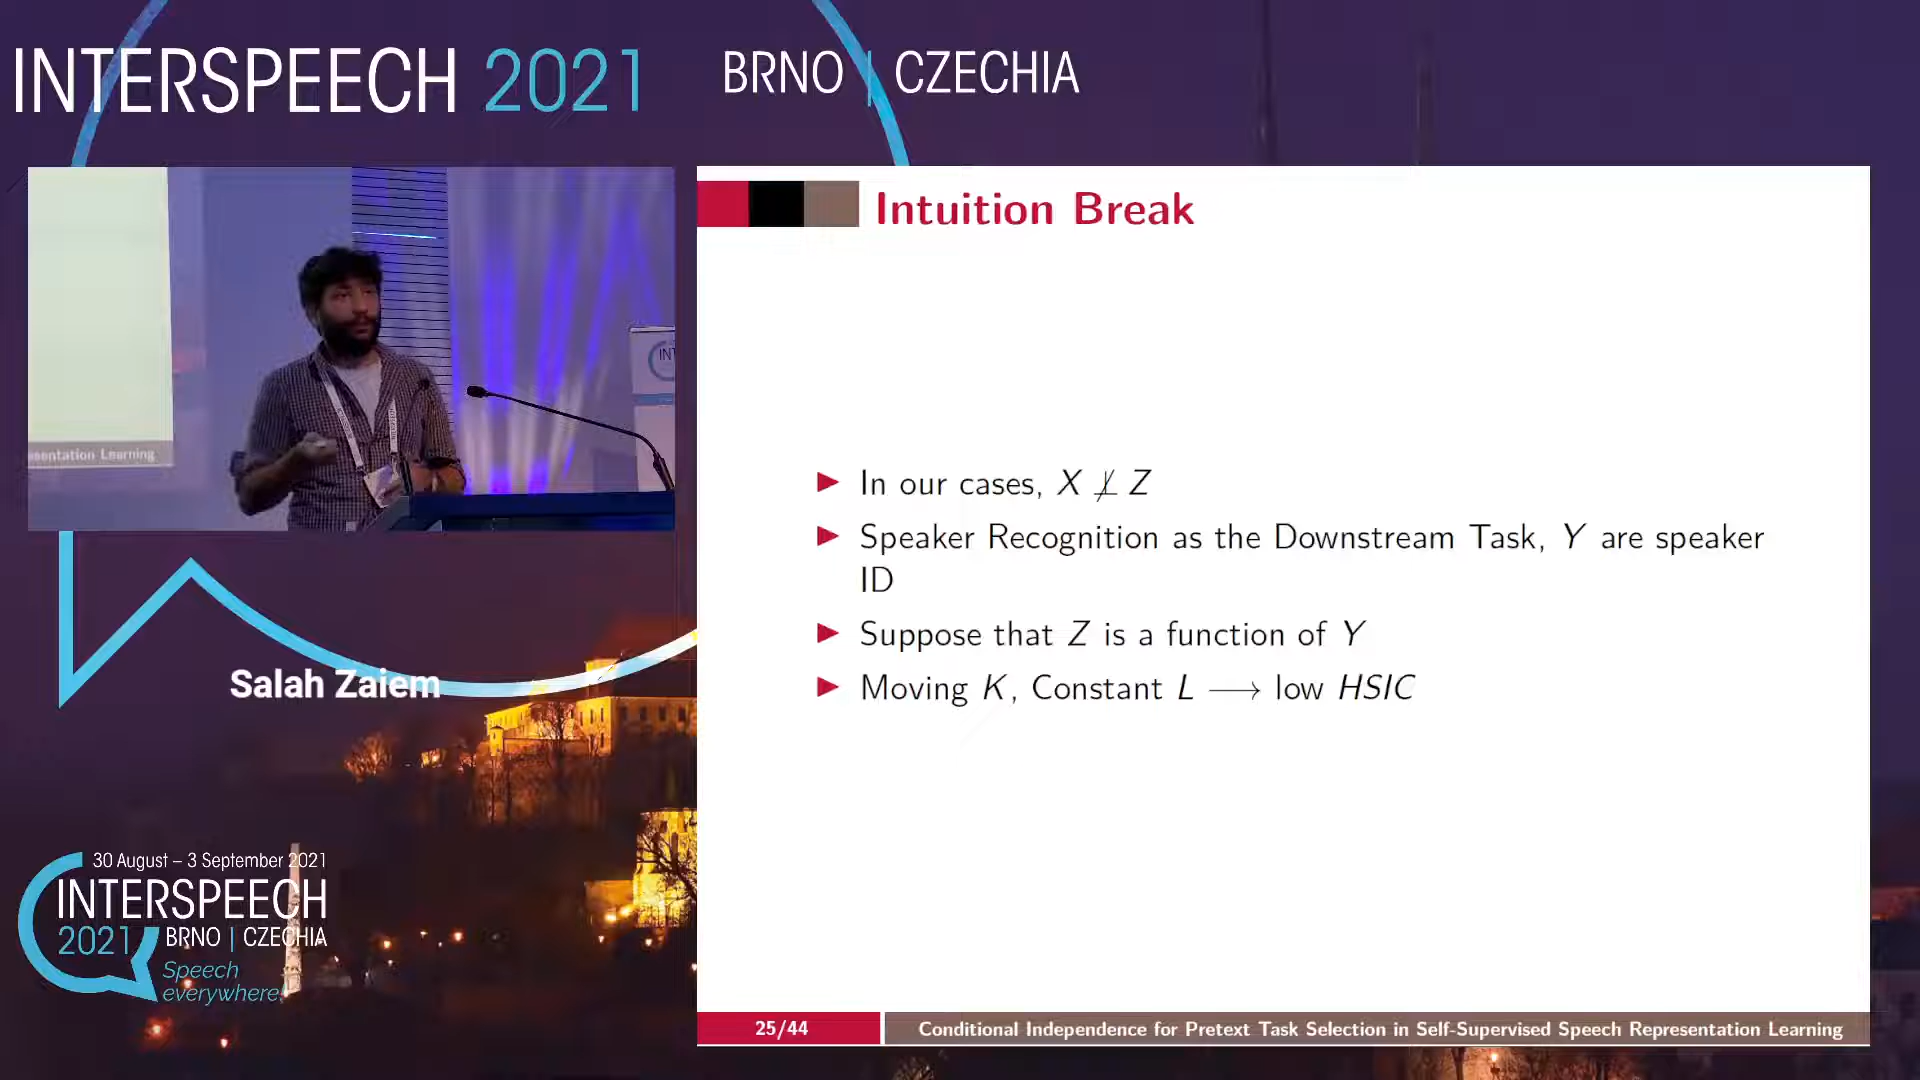 INTERSPEECH 2021
BRNO | CZECHIA
Intuition Break
In our cases, X ⊥̸ Z
Speaker Recognition as the Downstream Task, Y are speaker
ID
Suppose that Z is a function of Y
Moving K, Constant L ⟶ low HSIC
25/44
Conditional Independence for Pretext Task Selection in Self-Supervised Speech Representation Learning
Learning
Salah Zaiem
30 August – 3 September 2021
INTERSPEECH
2021 BRNO | CZECHIA
Speech
everywhere!